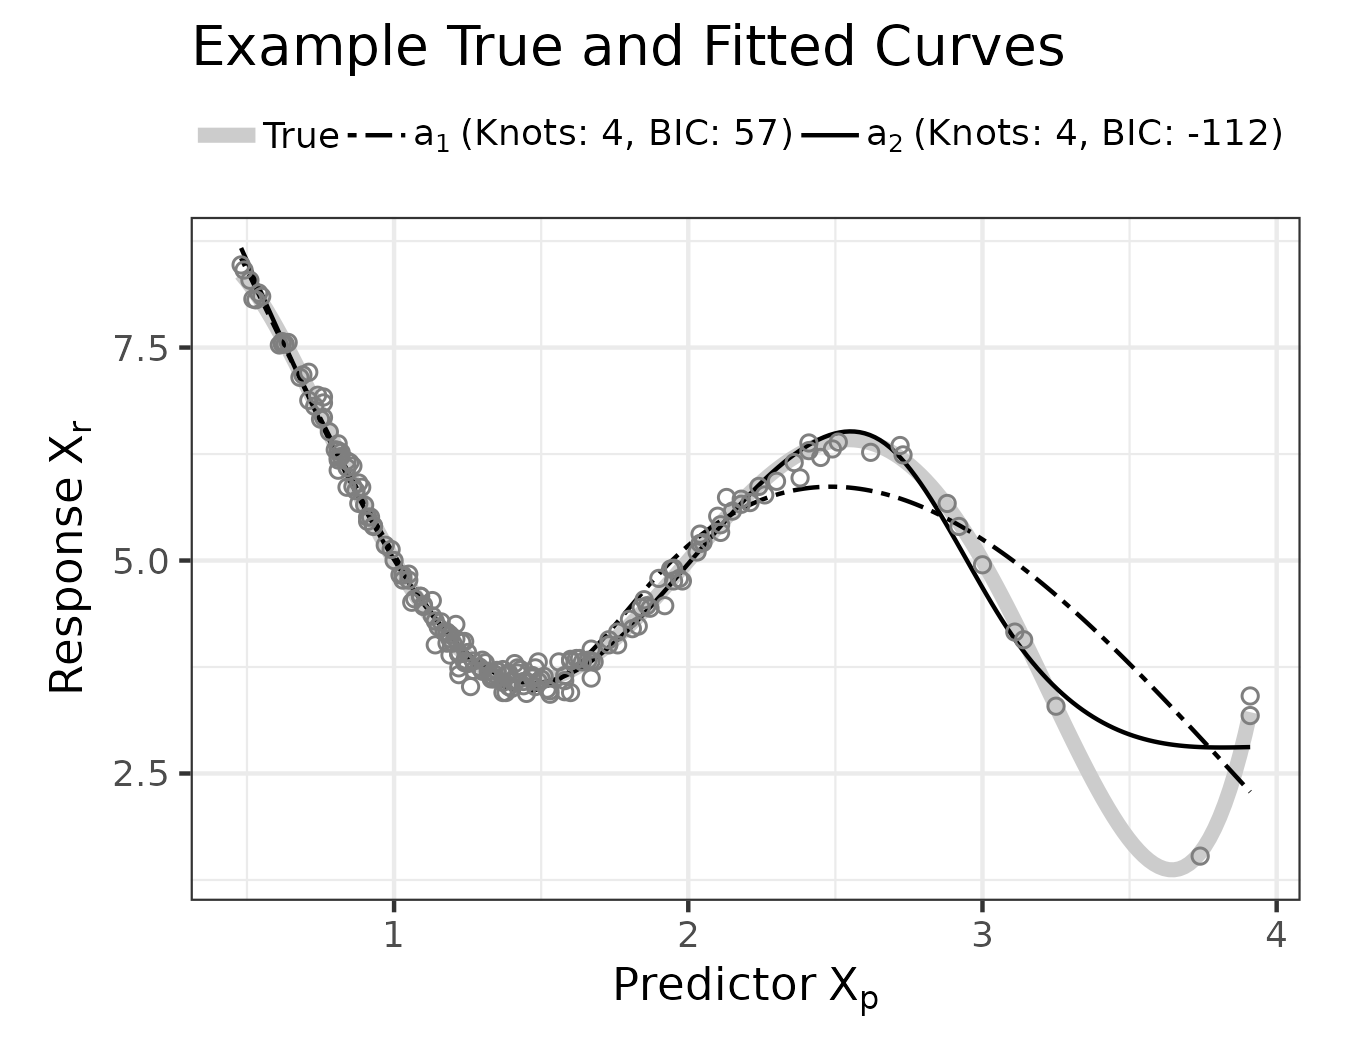 Example True and Fitted Curves
True a₁ (Knots: 4, BIC: 57) a₂ (Knots: 4, BIC: -112)
Response Xᵣ
7.5
5.0
2.5
1 2 3 4
Predictor Xₚ